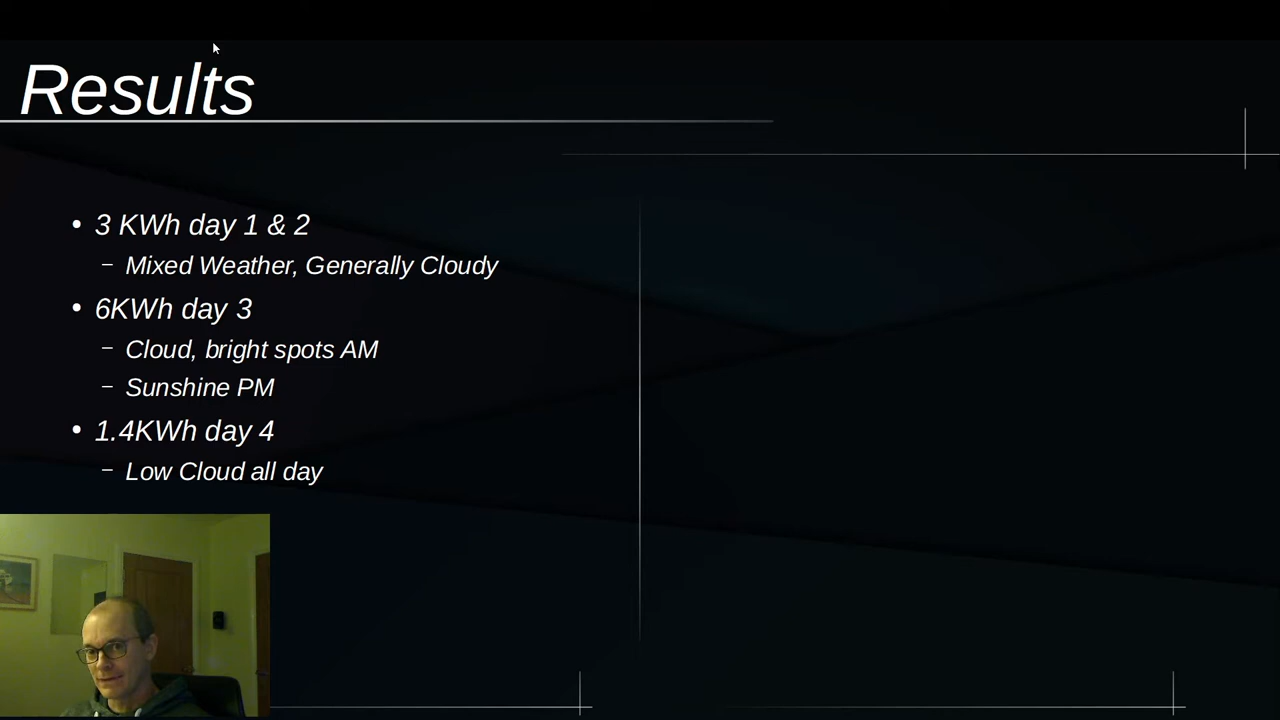 Results
3 KWh day 1 & 2
Mixed Weather, Generally Cloudy
6KWh day 3
Cloud, bright spots AM
Sunshine PM
1.4KWh day 4
Low Cloud all day